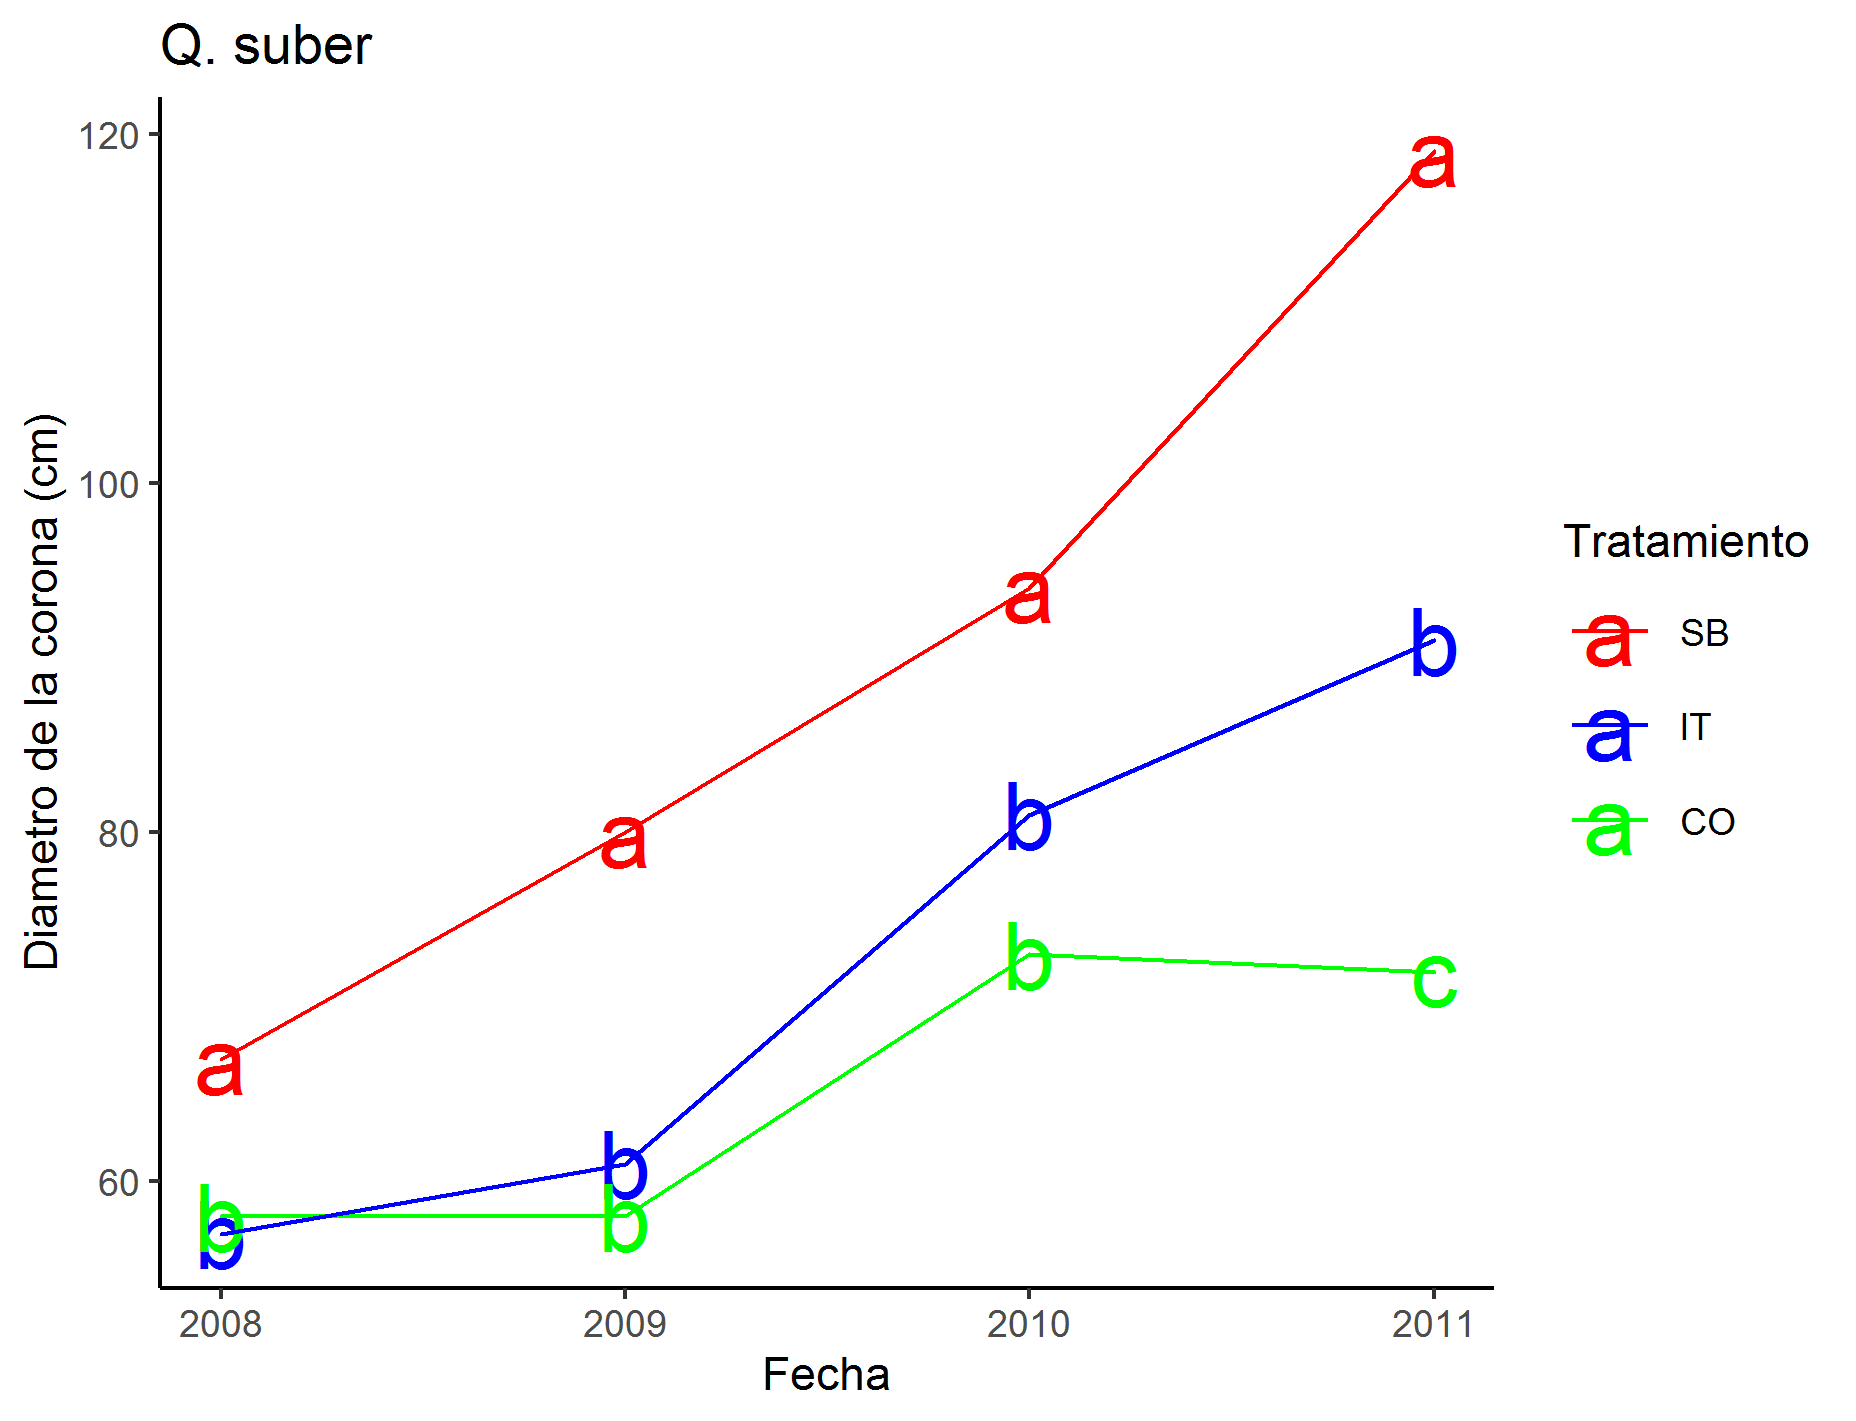 Q. suber
Diametro de la corona (cm)
120
100
80
60
a
a
a
a
b
b
b
b
b
b
b
c
2008
2009
2010
2011
Fecha
Tratamiento
a SB
a IT
a CO